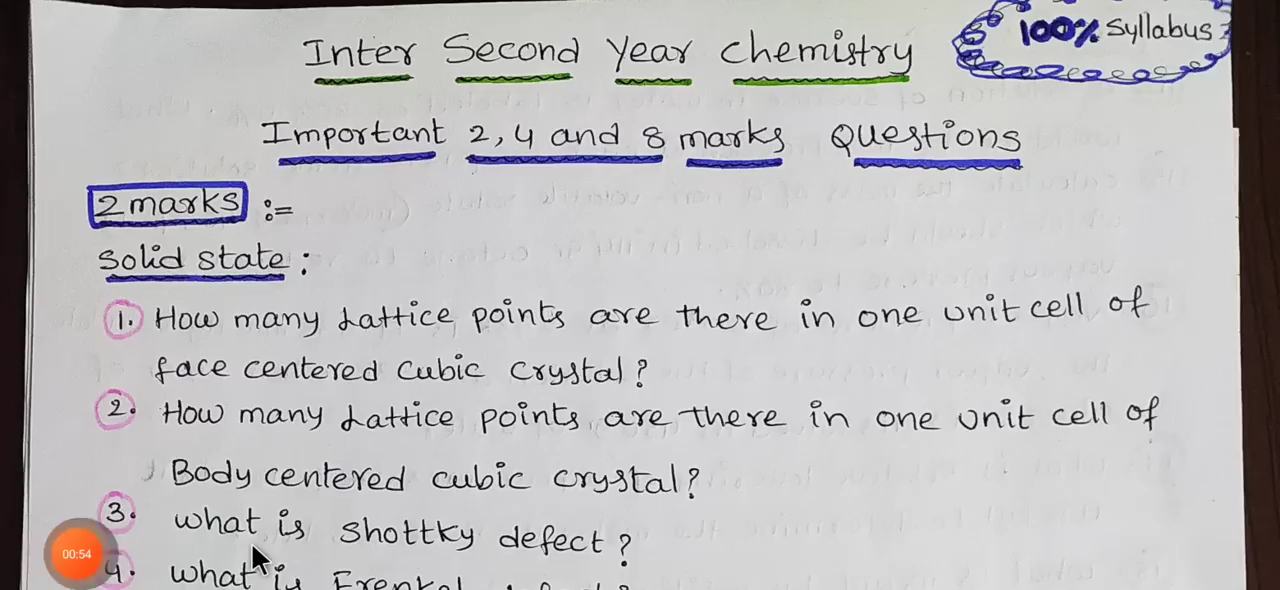 100% Syllabus
Inter Second Year Chemistry
Important 2, 4 and 8 marks Questions
2 marks :=
Solid state :
1. How many Lattice points are there in one unit cell of
face centered cubic crystal?
2. How many Lattice points are there in one unit cell of
Body centered cubic crystal?
3. What is Shottky defect?
4. What is Frenkel
00:54